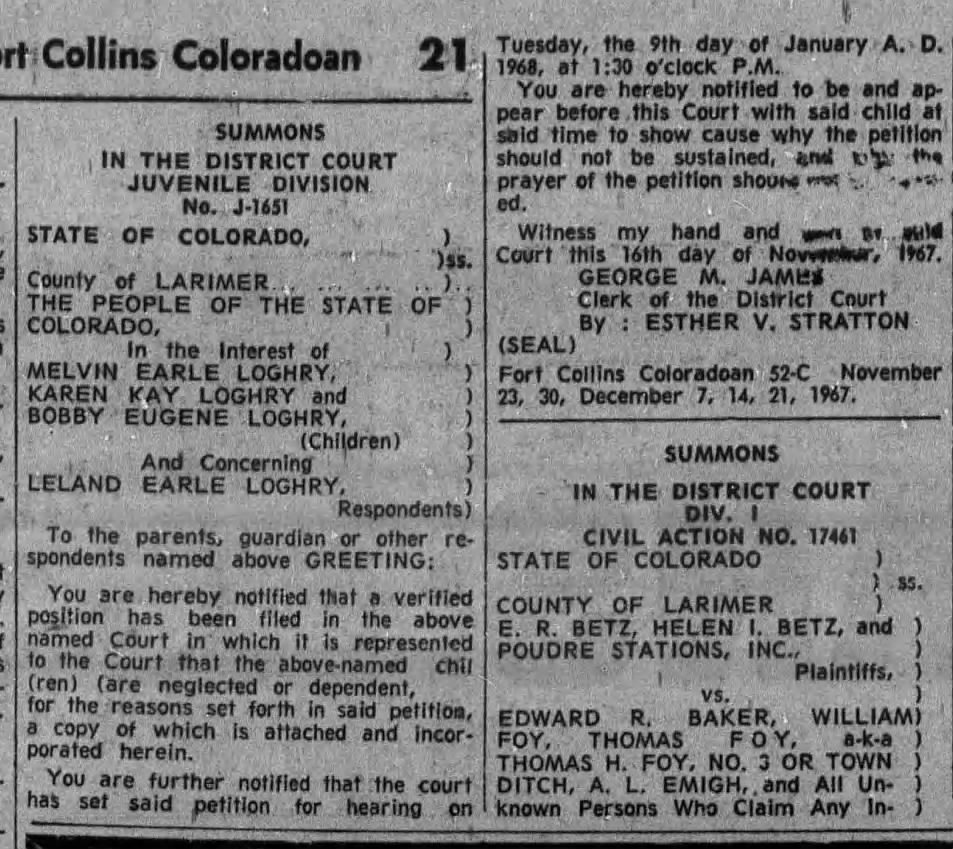 rt Collins Coloradoan 21
SUMMONS
IN THE DISTRICT COURT
JUVENILE DIVISION
No. J-1651
STATE OF COLORADO, )
)ss.
County of LARIMER... ... ... ... .. )..
THE PEOPLE OF THE STATE OF )
COLORADO, )
In the Interest of )
MELVIN EARLE LOGHRY, )
KAREN KAY LOGHRY and )
BOBBY EUGENE LOGHRY, )
(Children) )
And Concerning )
LELAND EARLE LOGHRY, )
Respondents)
To the parents, guardian or other re-
spondents named above GREETING:
You are hereby notified that a verified
position has been filed in the above
named Court in which it is represented
to the Court that the above-named chil
(ren) (are neglected or dependent,
for the reasons set forth in said petition,
a copy of which is attached and incor-
porated herein.
You are further notified that the court
has set said petition for hearing on
Tuesday, the 9th day of January A. D.
1968, at 1:30 o'clock P.M.
You are hereby notified to be and ap-
pear before this Court with said child at
said time to show cause why the petition
should not be sustained, and why the
prayer of the petition should not
ed.
Witness my hand and said
Court this 16th day of November, 1967.
GEORGE M. JAMES
Clerk of the District Court
By : ESTHER V. STRATTON
(SEAL)
Fort Collins Coloradoan 52-C November
23, 30, December 7, 14, 21, 1967.
SUMMONS
IN THE DISTRICT COURT
DIV. I
CIVIL ACTION NO. 17461
STATE OF COLORADO )
) ss.
COUNTY OF LARIMER )
E. R. BETZ, HELEN I. BETZ, and )
POUDRE STATIONS, INC., )
Plaintiffs, )
vs. )
EDWARD R. BAKER, WILLIAM)
FOY, THOMAS FOY, a-k-a )
THOMAS H. FOY, NO. 3 OR TOWN )
DITCH, A. L. EMIGH, and All Un- )
known Persons Who Claim Any In- )